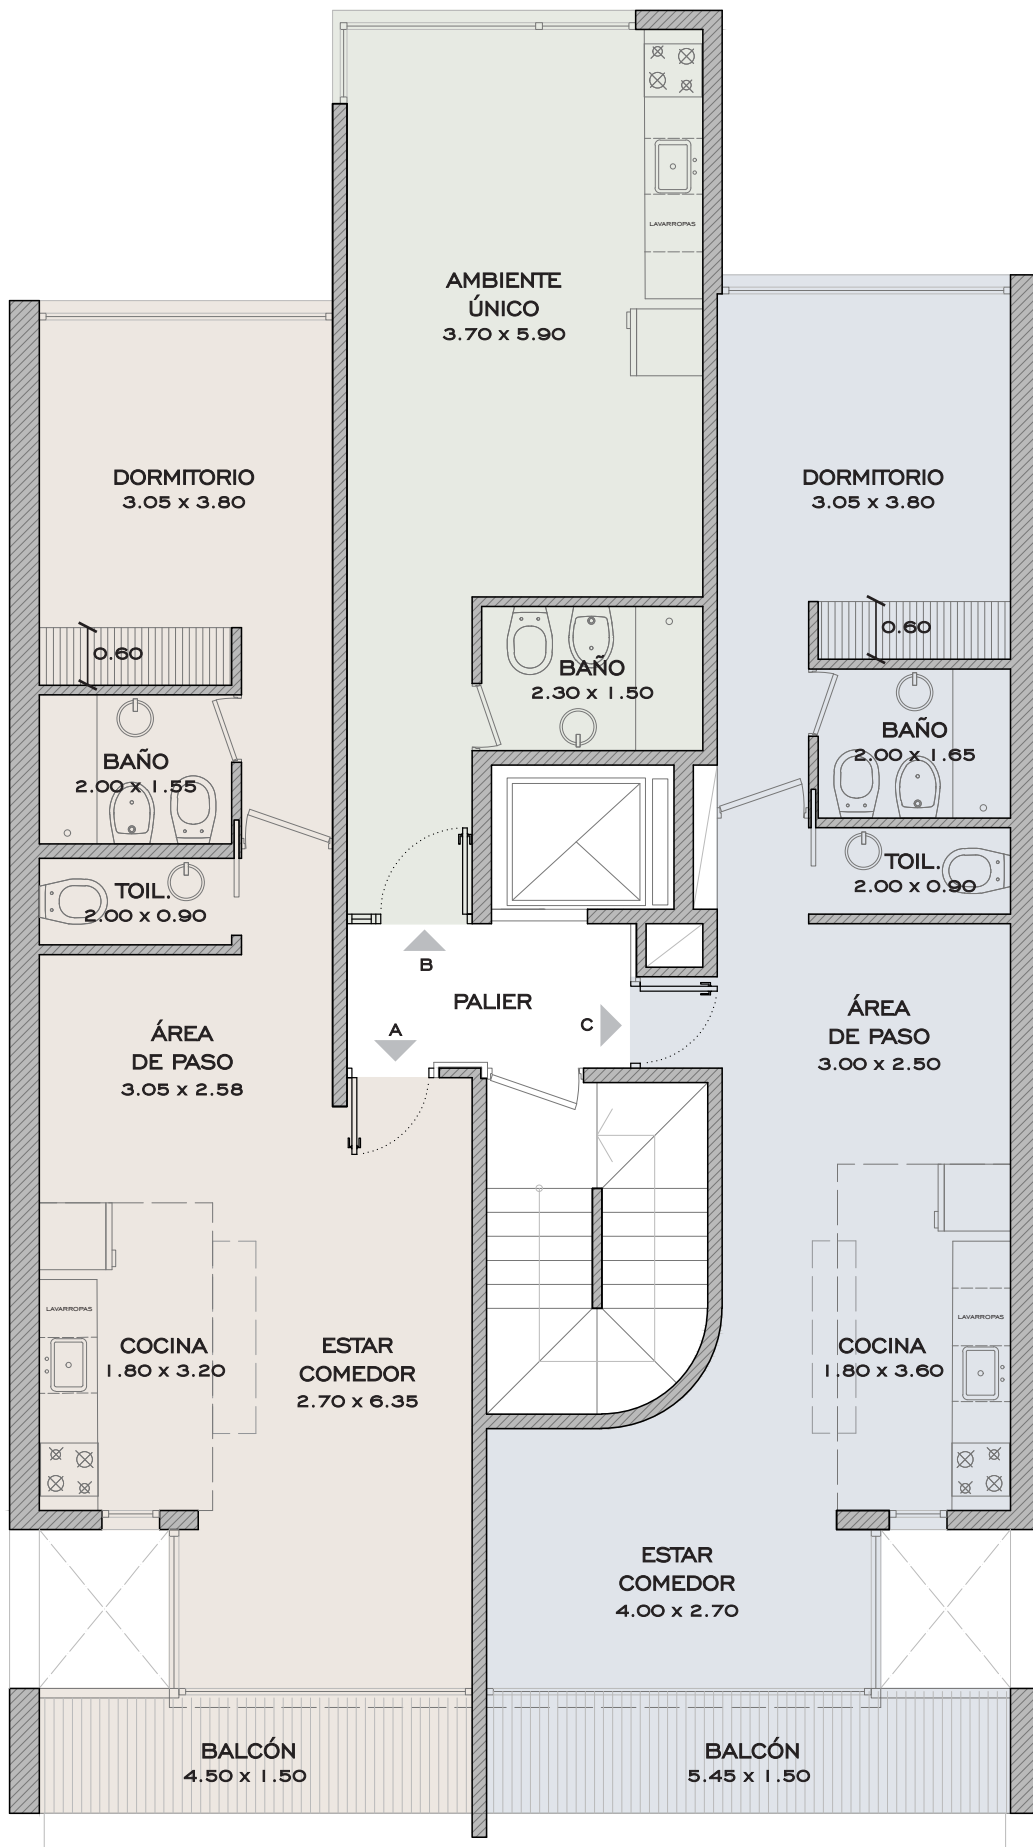 AMBIENTE
ÚNICO
3.70 x 5.90
LAVARROPAS
DORMITORIO
3.05 x 3.80
0.60
DORMITORIO
3.05 x 3.80
0.60
BAÑO
2.30 x 1.50
BAÑO
2.00 x 1.55
BAÑO
2.00 x 1.65
TOIL.
2.00 x 0.90
TOIL.
2.00 x 0.90
B
PALIER
A
C
ÁREA
DE PASO
3.05 x 2.58
ÁREA
DE PASO
3.00 x 2.50
LAVARROPAS
COCINA
1.80 x 3.20
ESTAR
COMEDOR
2.70 x 6.35
LAVARROPAS
COCINA
1.80 x 3.60
ESTAR
COMEDOR
4.00 x 2.70
BALCÓN
4.50 x 1.50
BALCÓN
5.45 x 1.50